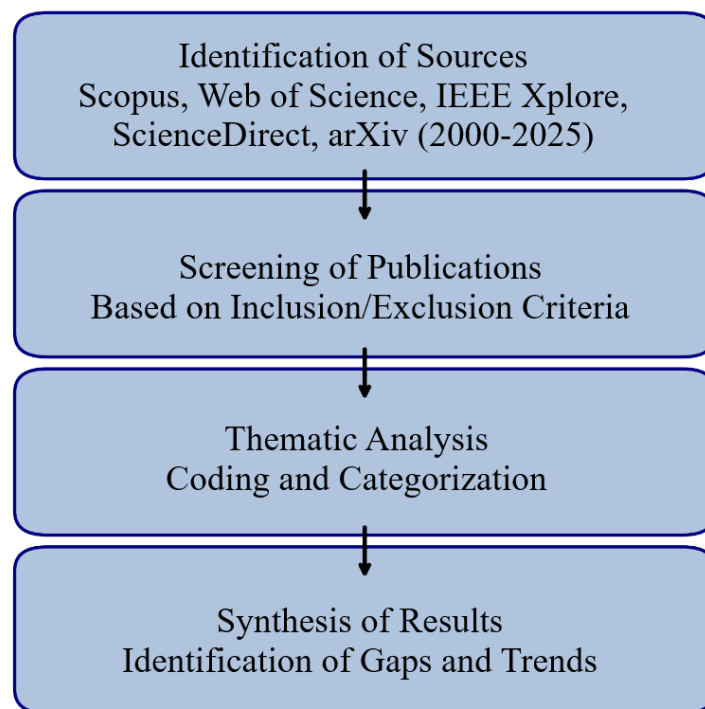 Identification of Sources
Scopus, Web of Science, IEEE Xplore,
ScienceDirect, arXiv (2000-2025)
Screening of Publications
Based on Inclusion/Exclusion Criteria
Thematic Analysis
Coding and Categorization
Synthesis of Results
Identification of Gaps and Trends